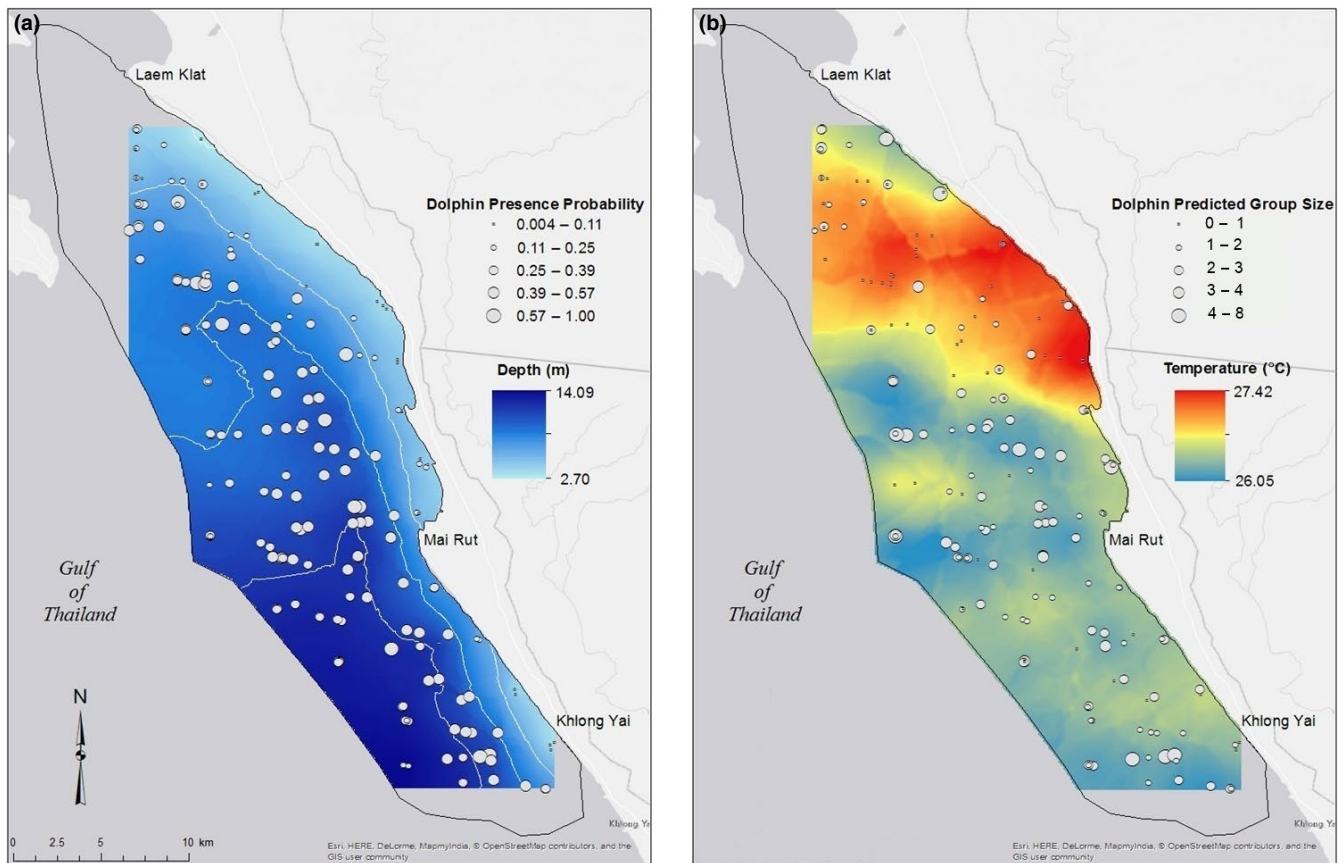 (a)
Laem Klat
Dolphin Presence Probability
0.004 – 0.11
0.11 – 0.25
0.25 – 0.39
0.39 – 0.57
0.57 – 1.00
Depth (m)
14.09
2.70
Mai Rut
Gulf
of
Thailand
N
Khlong Yai
0 2.5 5 10 km
Esri, HERE, DeLorme, MapmyIndia, © OpenStreetMap contributors, and the
GIS user community
(b)
Laem Klat
Dolphin Predicted Group Size
0 – 1
1 – 2
2 – 3
3 – 4
4 – 8
Temperature (°C)
27.42
26.05
Mai Rut
Gulf
of
Thailand
Khlong Yai
Esri, HERE, DeLorme, MapmyIndia, © OpenStreetMap contributors, and the
GIS user community